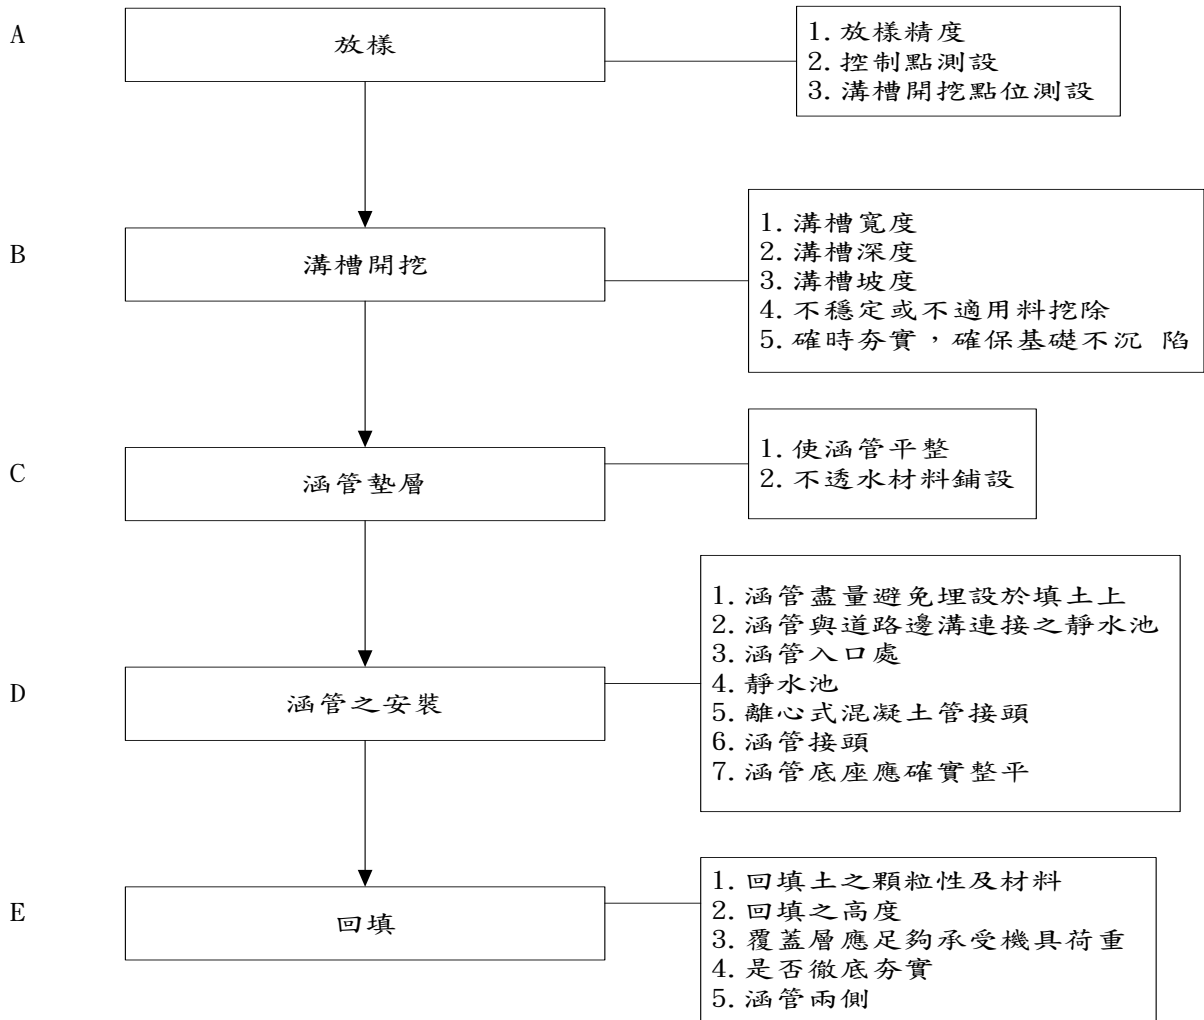 A
放樣
1. 放樣精度
2. 控制點測設
3. 溝槽開挖點位測設
B
溝槽開挖
1. 溝槽寬度
2. 溝槽深度
3. 溝槽坡度
4. 不穩定或不適用料挖除
5. 確時夯實，確保基礎不沉 陷
C
涵管墊層
1. 使涵管平整
2. 不透水材料鋪設
D
涵管之安裝
1. 涵管盡量避免埋設於填土上
2. 涵管與道路邊溝連接之靜水池
3. 涵管入口處
4. 靜水池
5. 離心式混凝土管接頭
6. 涵管接頭
7. 涵管底座應確實整平
E
回填
1. 回填土之顆粒性及材料
2. 回填之高度
3. 覆蓋層應足夠承受機具荷重
4. 是否徹底夯實
5. 涵管兩側